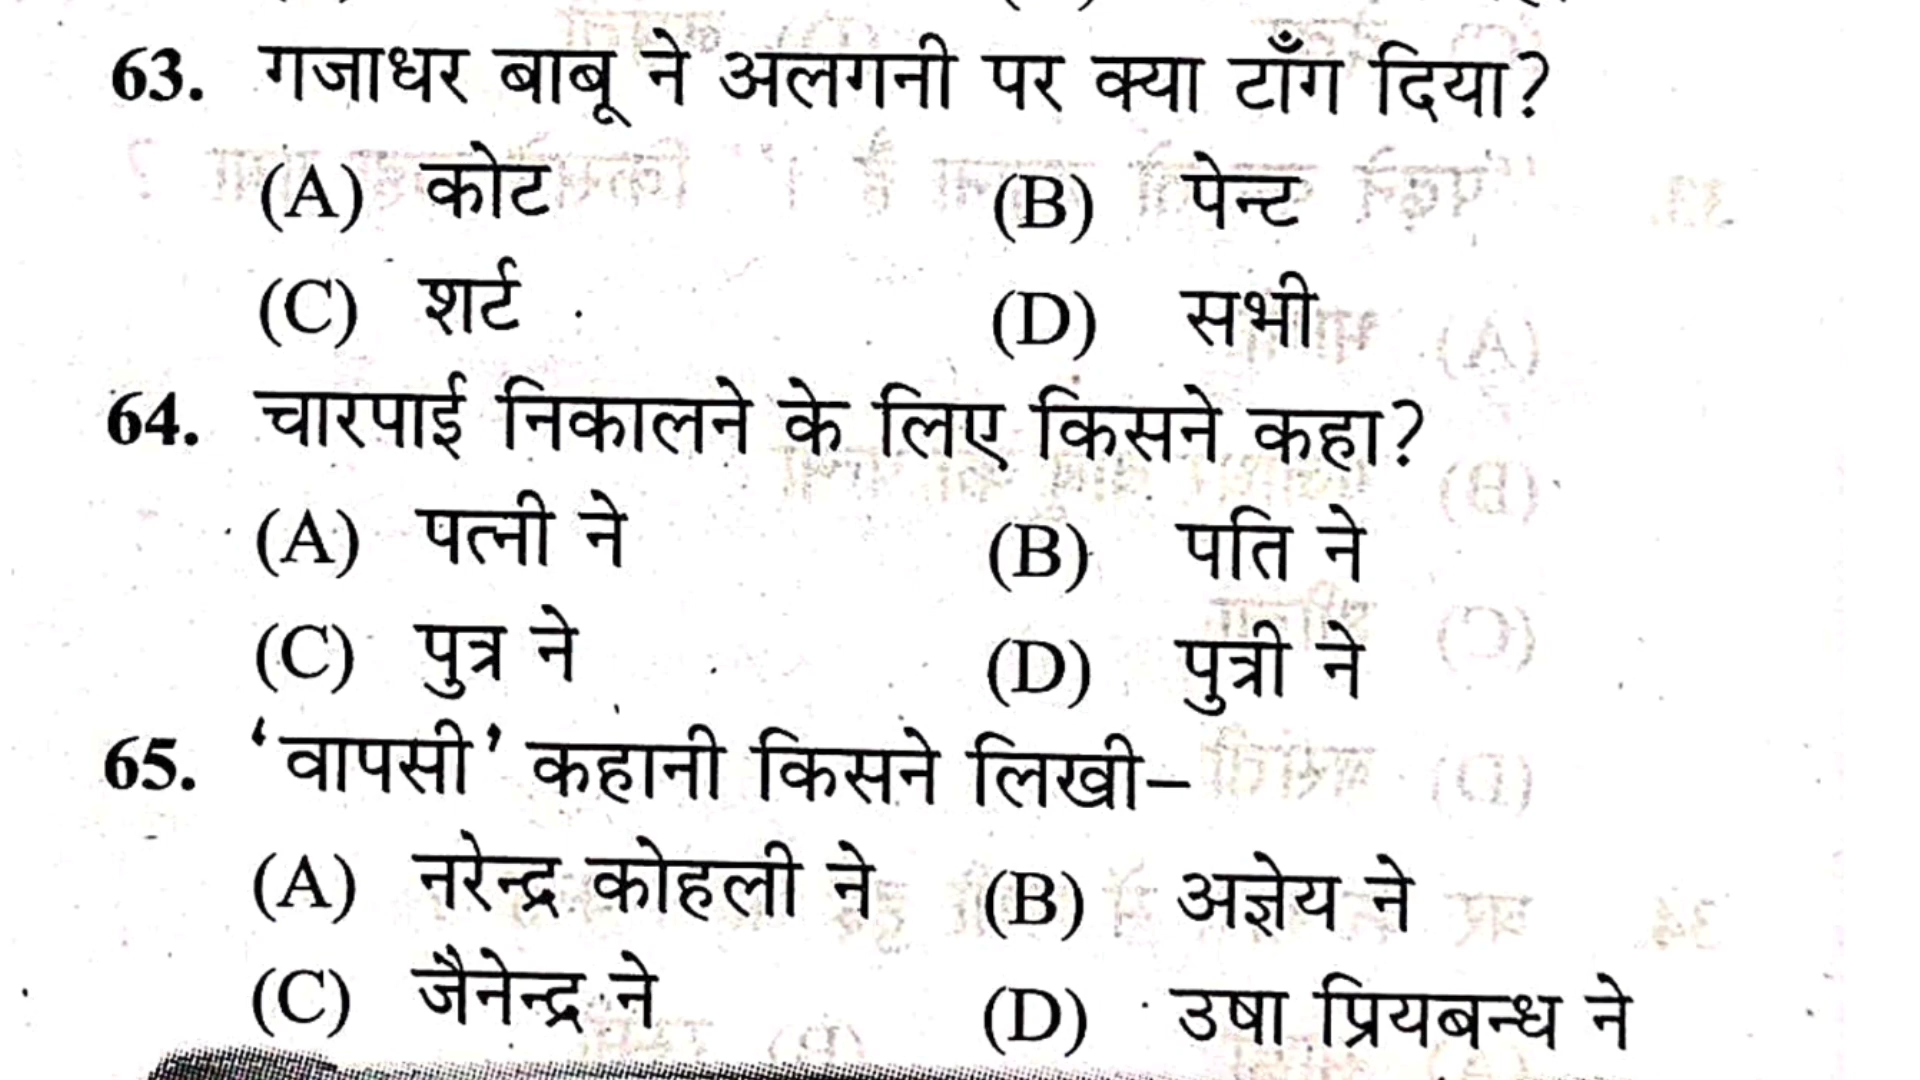 63. गजाधर बाबू ने अलगनी पर क्या टाँग दिया?
(A) कोट (B) पेन्ट
(C) शर्ट (D) सभी
64. चारपाई निकालने के लिए किसने कहा?
(A) पत्नी ने (B) पति ने
(C) पुत्र ने (D) पुत्री ने
65. ‘वापसी’ कहानी किसने लिखी–
(A) नरेन्द्र कोहली ने (B) अज्ञेय ने
(C) जैनेन्द्र ने (D) उषा प्रियबन्ध ने